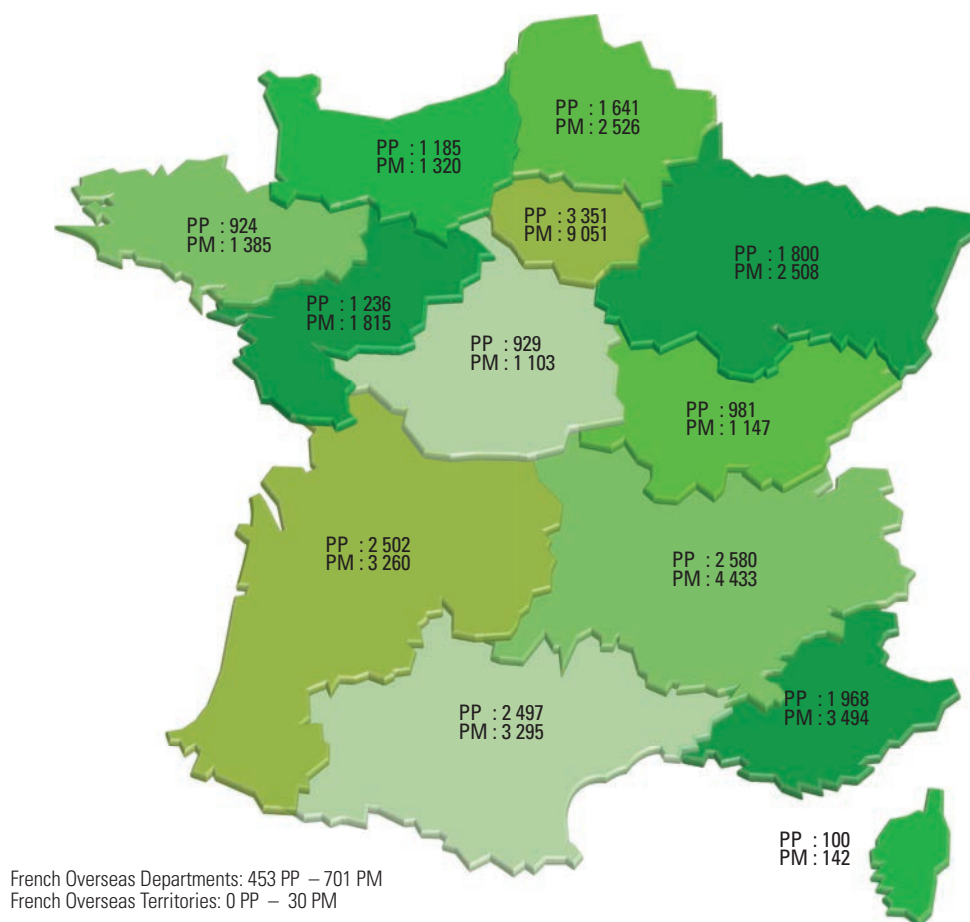 PP : 1 641
PM : 2 526
PP : 1 185
PM : 1 320
PP : 3 351
PM : 9 051
PP : 924
PM : 1 385
PP : 1 800
PM : 2 508
PP : 1 236
PM : 1 815
PP : 929
PM : 1 103
PP : 981
PM : 1 147
PP : 2 502
PM : 3 260
PP : 2 580
PM : 4 433
PP : 1 968
PM : 3 494
PP : 2 497
PM : 3 295
PP : 100
PM : 142
French Overseas Departments: 453 PP – 701 PM
French Overseas Territories: 0 PP – 30 PM